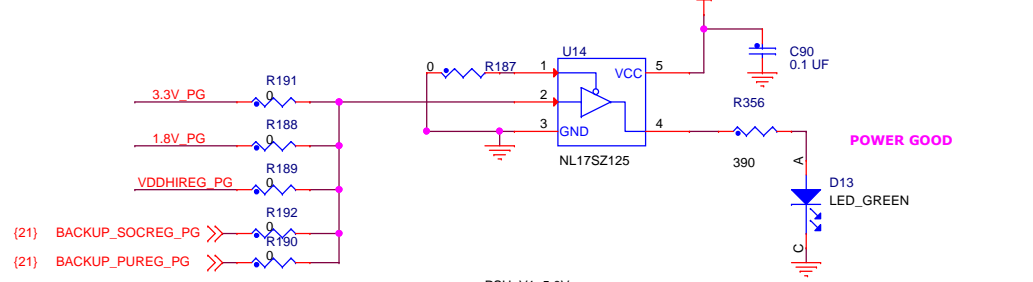 U14
C90
0.1 UF
0
R187
1
VCC
5
R191
0
3.3V_PG
2
R356
R188
0
1.8V_PG
3
GND
4
POWER GOOD
NL17SZ125
390
A
R189
0
VDDHIREG_PG
D13
LED_GREEN
R192
0
{21} BACKUP_SOCREG_PG
R190
0
{21} BACKUP_PUREG_PG
C